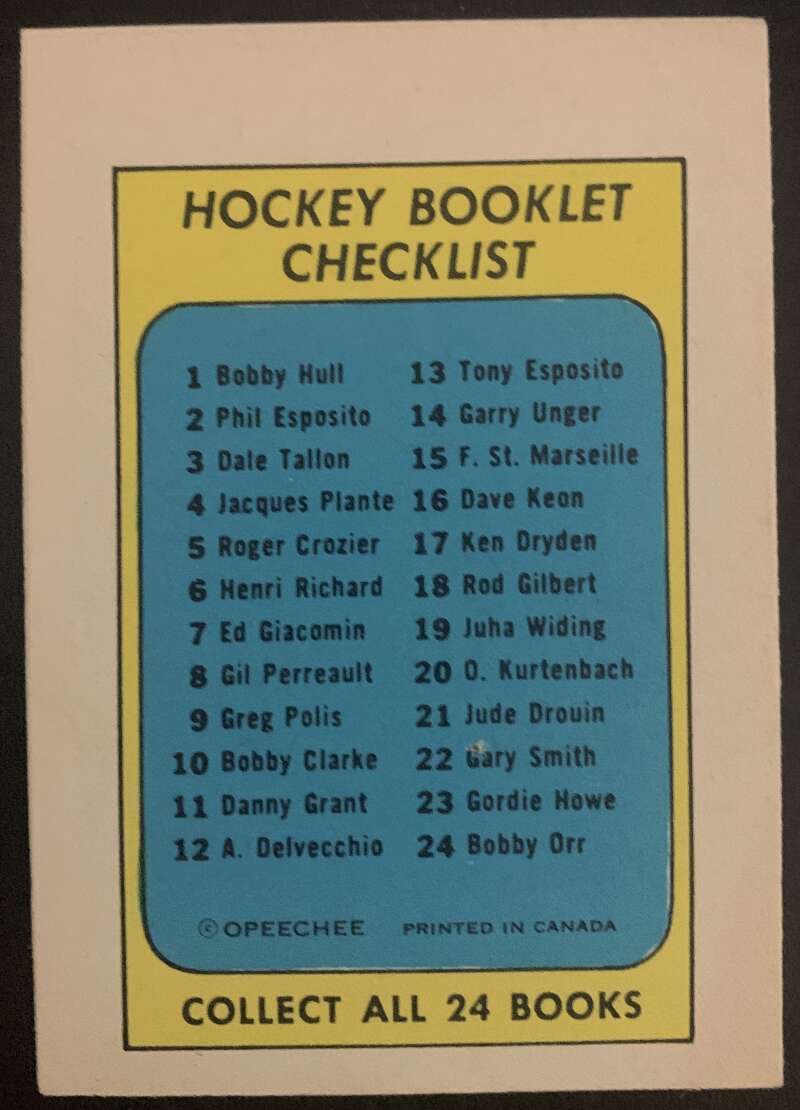 HOCKEY BOOKLET
CHECKLIST
1 Bobby Hull
2 Phil Esposito
3 Dale Tallon
4 Jacques Plante
5 Roger Crozier
6 Henri Richard
7 Ed Giacomin
8 Gil Perreault
9 Greg Polis
10 Bobby Clarke
11 Danny Grant
12 A. Delvecchio
13 Tony Esposito
14 Garry Unger
15 F. St. Marseille
16 Dave Keon
17 Ken Dryden
18 Rod Gilbert
19 Juha Widing
20 O. Kurtenbach
21 Jude Drouin
22 Gary Smith
23 Gordie Howe
24 Bobby Orr
© OPEECHEE PRINTED IN CANADA
COLLECT ALL 24 BOOKS